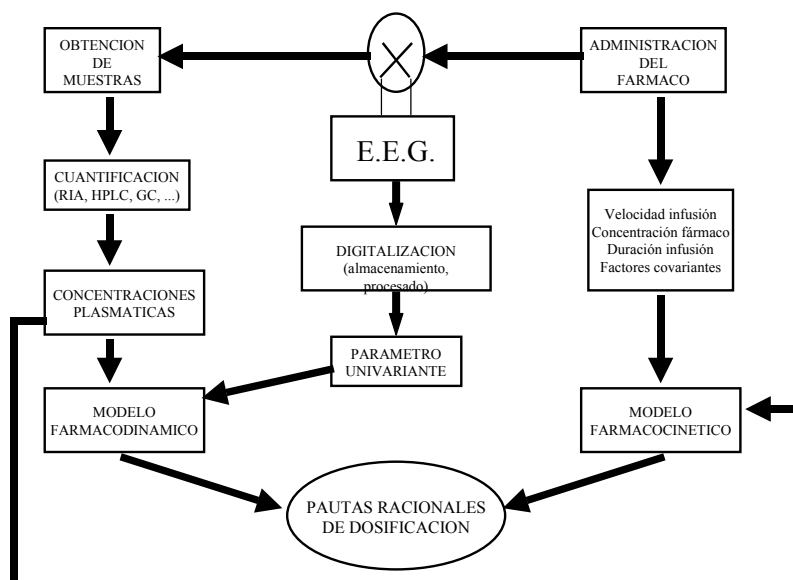 OBTENCION
DE
MUESTRAS
ADMINISTRACION
DEL
FARMACO
E.E.G.
CUANTIFICACION
(RIA, HPLC, GC, ...)
Velocidad infusión
Concentración fármaco
Duración infusión
Factores covariantes
DIGITALIZACION
(almacenamiento,
procesado)
CONCENTRACIONES
PLASMATICAS
PARAMETRO
UNIVARIANTE
MODELO
FARMACODINAMICO
MODELO
FARMACOCINETICO
PAUTAS RACIONALES
DE DOSIFICACION